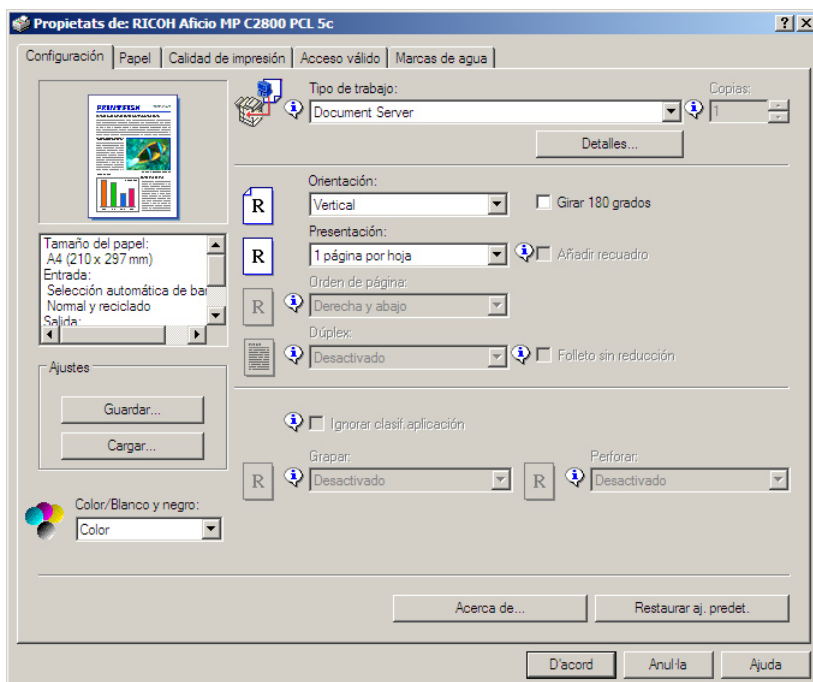 Propietats de: RICOH Aficio MP C2800 PCL 5c
Configuración Papel Calidad de impresión Acceso válido Marcas de agua
PRINTFISH
Tipo de trabajo:
Document Server
Copias:
1
Detalles...
Orientación:
Vertical
Girar 180 grados
Presentación:
1 página por hoja
Añadir recuadro
Orden de página:
Derecha y abajo
Dúplex:
Desactivado
Folleto sin reducción
Tamaño del papel:
A4 (210 x 297 mm)
Entrada:
Selección automática de ba
Normal y reciclado
Salida:
Ajustes
Guardar...
Cargar...
Ignorar clasif.aplicación
Grapar:
Desactivado
Perforar:
Desactivado
Color/Blanco y negro:
Color
Acerca de...
Restaurar aj. predet.
D'acord
Anul·la
Ajuda